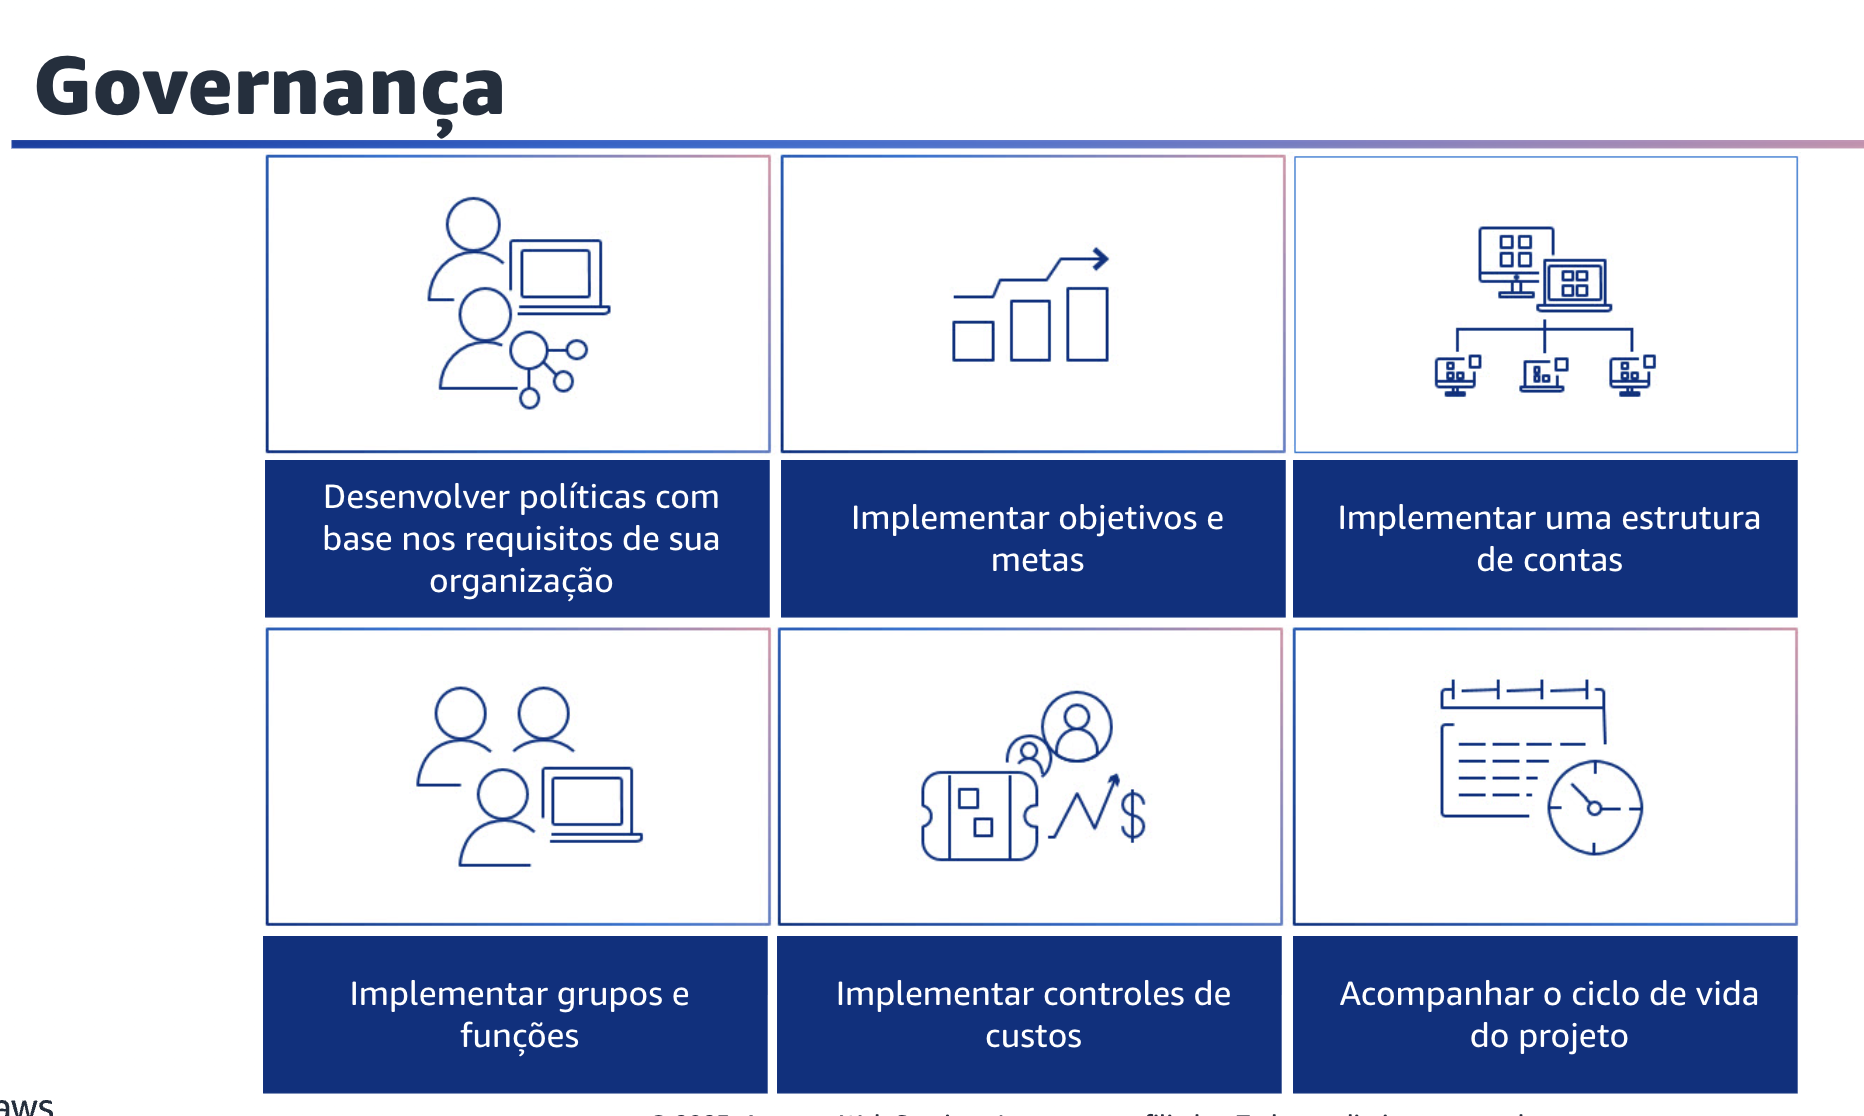 Governança
Desenvolver políticas com
base nos requisitos de sua
organização
Implementar objetivos e
metas
Implementar uma estrutura
de contas
Implementar grupos e
funções
Implementar controles de
custos
Acompanhar o ciclo de vida
do projeto
aws